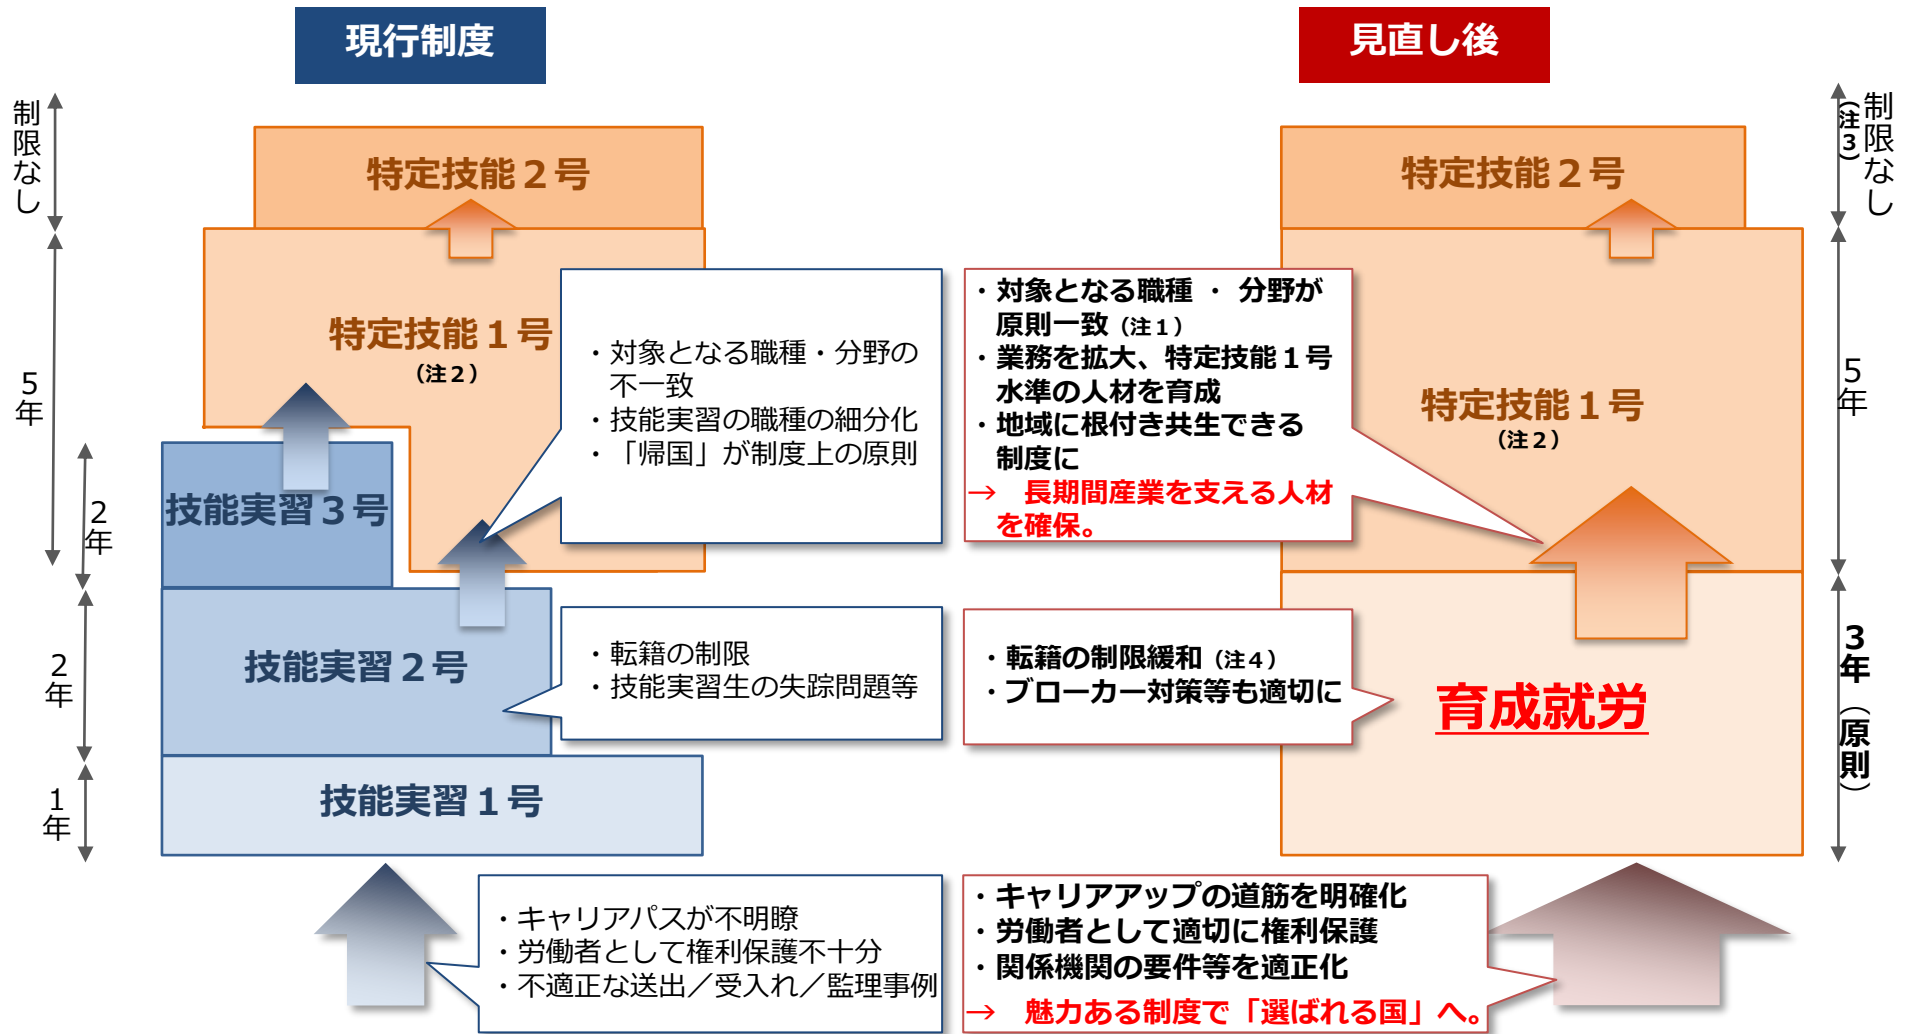 現行制度
制限なし
5年
2年
2年
1年
特定技能２号
特定技能１号
（注２）
技能実習３号
技能実習２号
技能実習１号
・対象となる職種・分野の
不一致
・技能実習の職種の細分化
・「帰国」が制度上の原則
・転籍の制限
・技能実習生の失踪問題等
・キャリアパスが不明瞭
・労働者として権利保護不十分
・不適正な送出／受入れ／監理事例
見直し後
制限なし
（注３）
5年
3年（原則）
特定技能２号
特定技能１号
（注２）
育成就労
・対象となる職種 ・ 分野が
原則一致（注１）
・業務を拡大、特定技能１号
水準の人材を育成
・地域に根付き共生できる
制度に
→ 長期間産業を支える人材
を確保。
・転籍の制限緩和（注４）
・ブローカー対策等も適切に
・キャリアアップの道筋を明確化
・労働者として適切に権利保護
・関係機関の要件等を適正化
→ 魅力ある制度で「選ばれる国」へ。